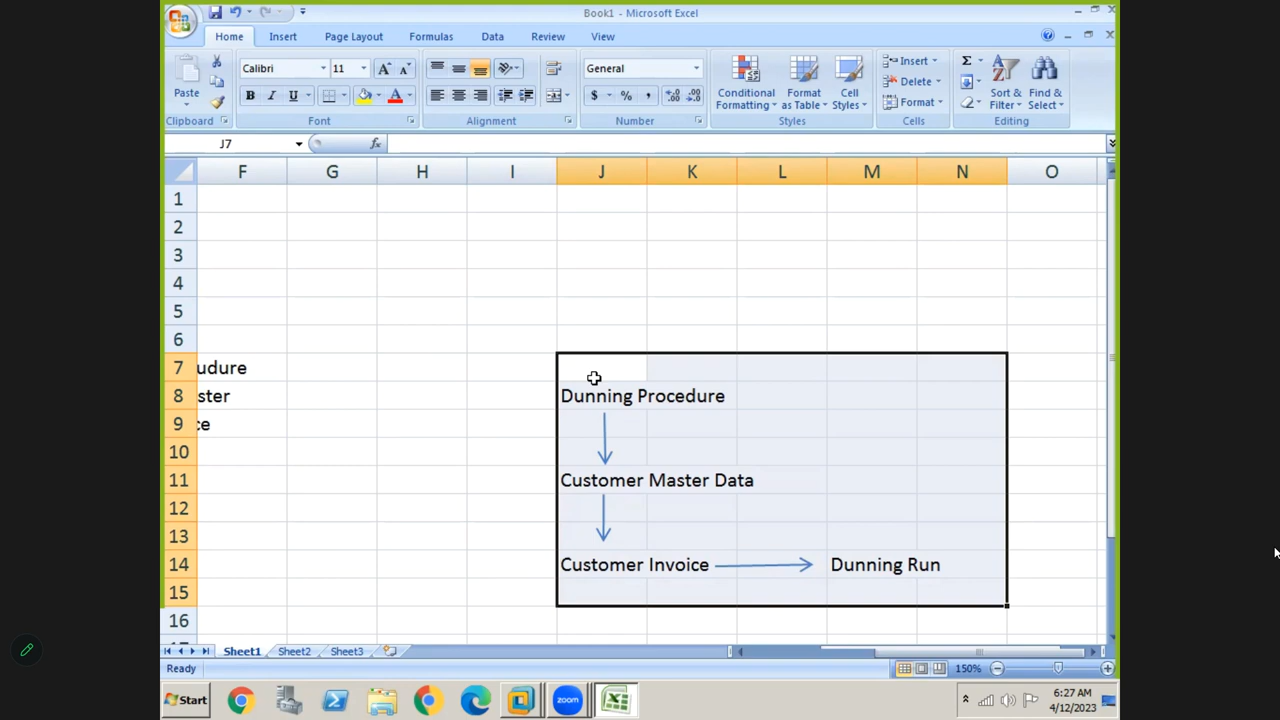 Book1 - Microsoft Excel
Home Insert Page Layout Formulas Data Review View
Paste
Calibri 11
B I U
A A A
General
$ % ,
Conditional Formatting
Format as Table
Cell Styles
Insert
Delete
Format
Σ
Sort & Filter
Find & Select
Clipboard Font Alignment Number Styles Cells Editing
J7 fx
F G H I J K L M N O
1
2
3
4
5
6
7 udure
8 ster Dunning Procedure
9 ce
10
11 Customer Master Data
12
13
14 Customer Invoice Dunning Run
15
16
Sheet1 Sheet2 Sheet3
Ready 150%
Start zoom 6:27 AM
4/12/2023